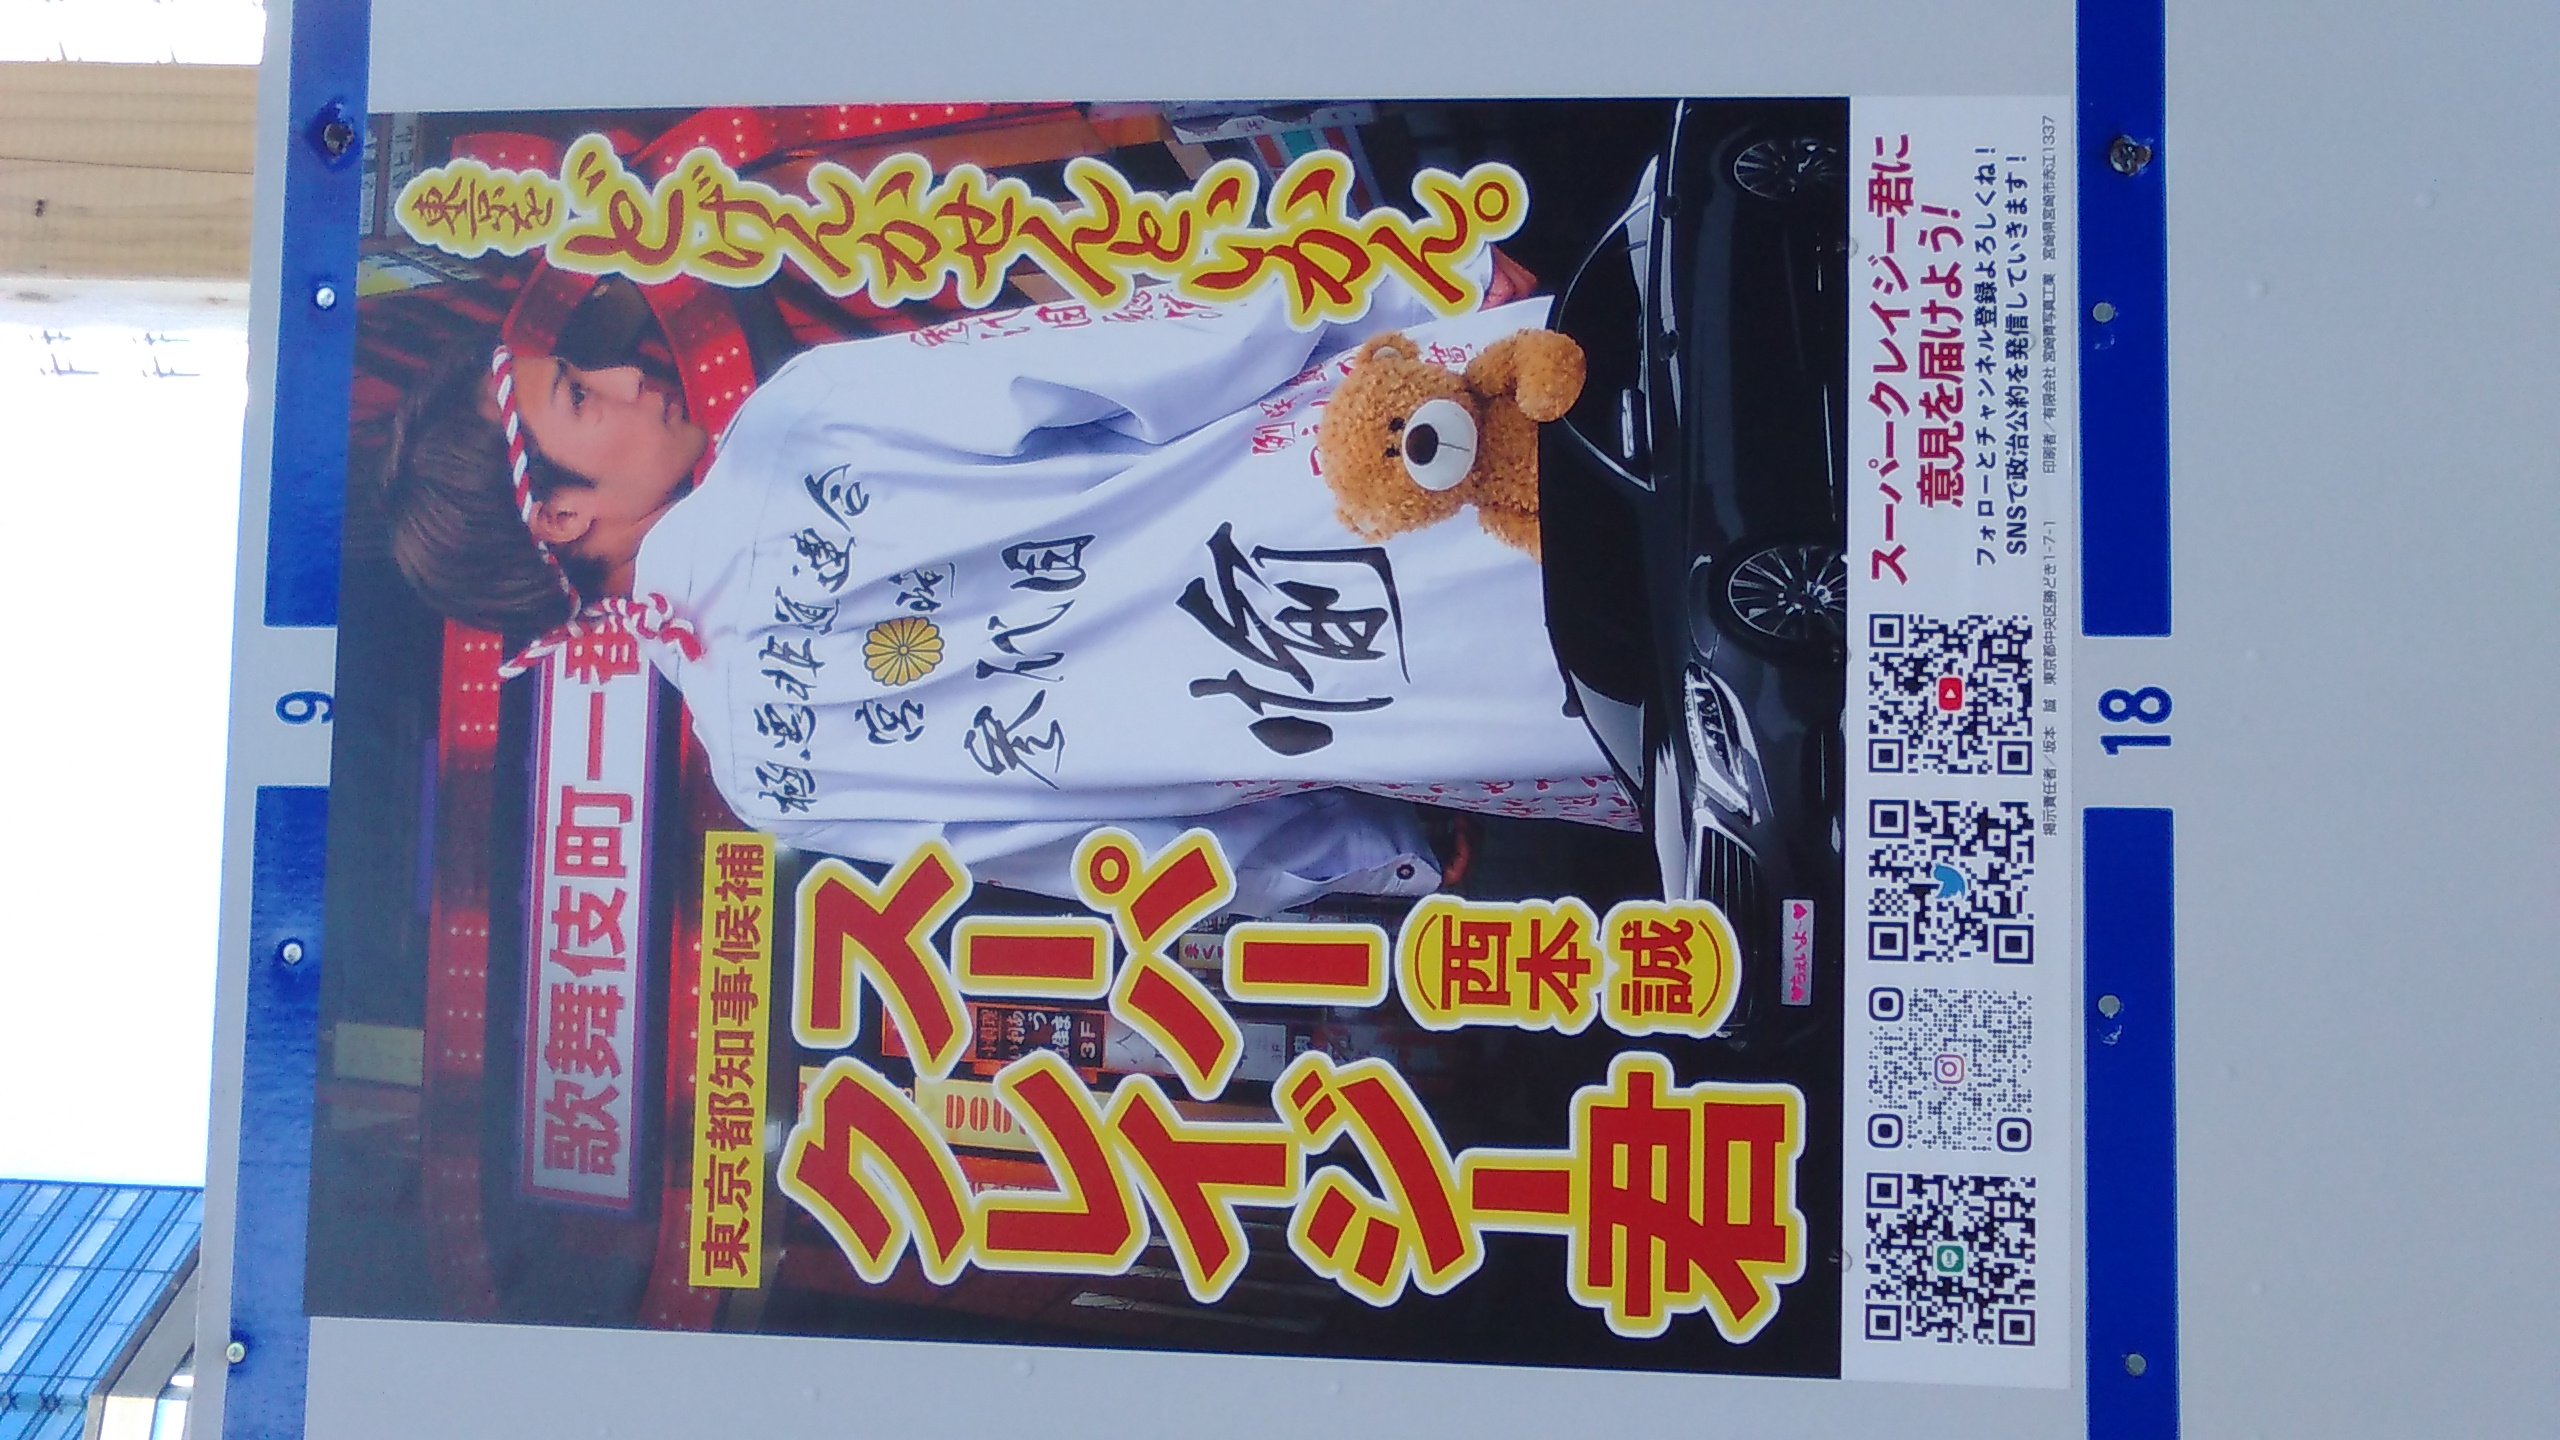 9
東京をどげんかせんといかん。
歌舞伎町一番
東京都知事候補
スーパー
クレイジー君
(西本 誠)
極悪非道連合
宮崎
参代目
愉
参代目
3F
♥ちぇいよ~♥
LINE
スーパークレイジー君に
意見を届けよう!
フォローとチャンネル登録よろしくね!
SNSで政治公約を発信していきます!
掲示責任者/坂本 誠 東京都中央区勝どき1-7-1 印刷者/有限会社 宮崎青写真工業 宮崎県宮崎市赤江1337
18